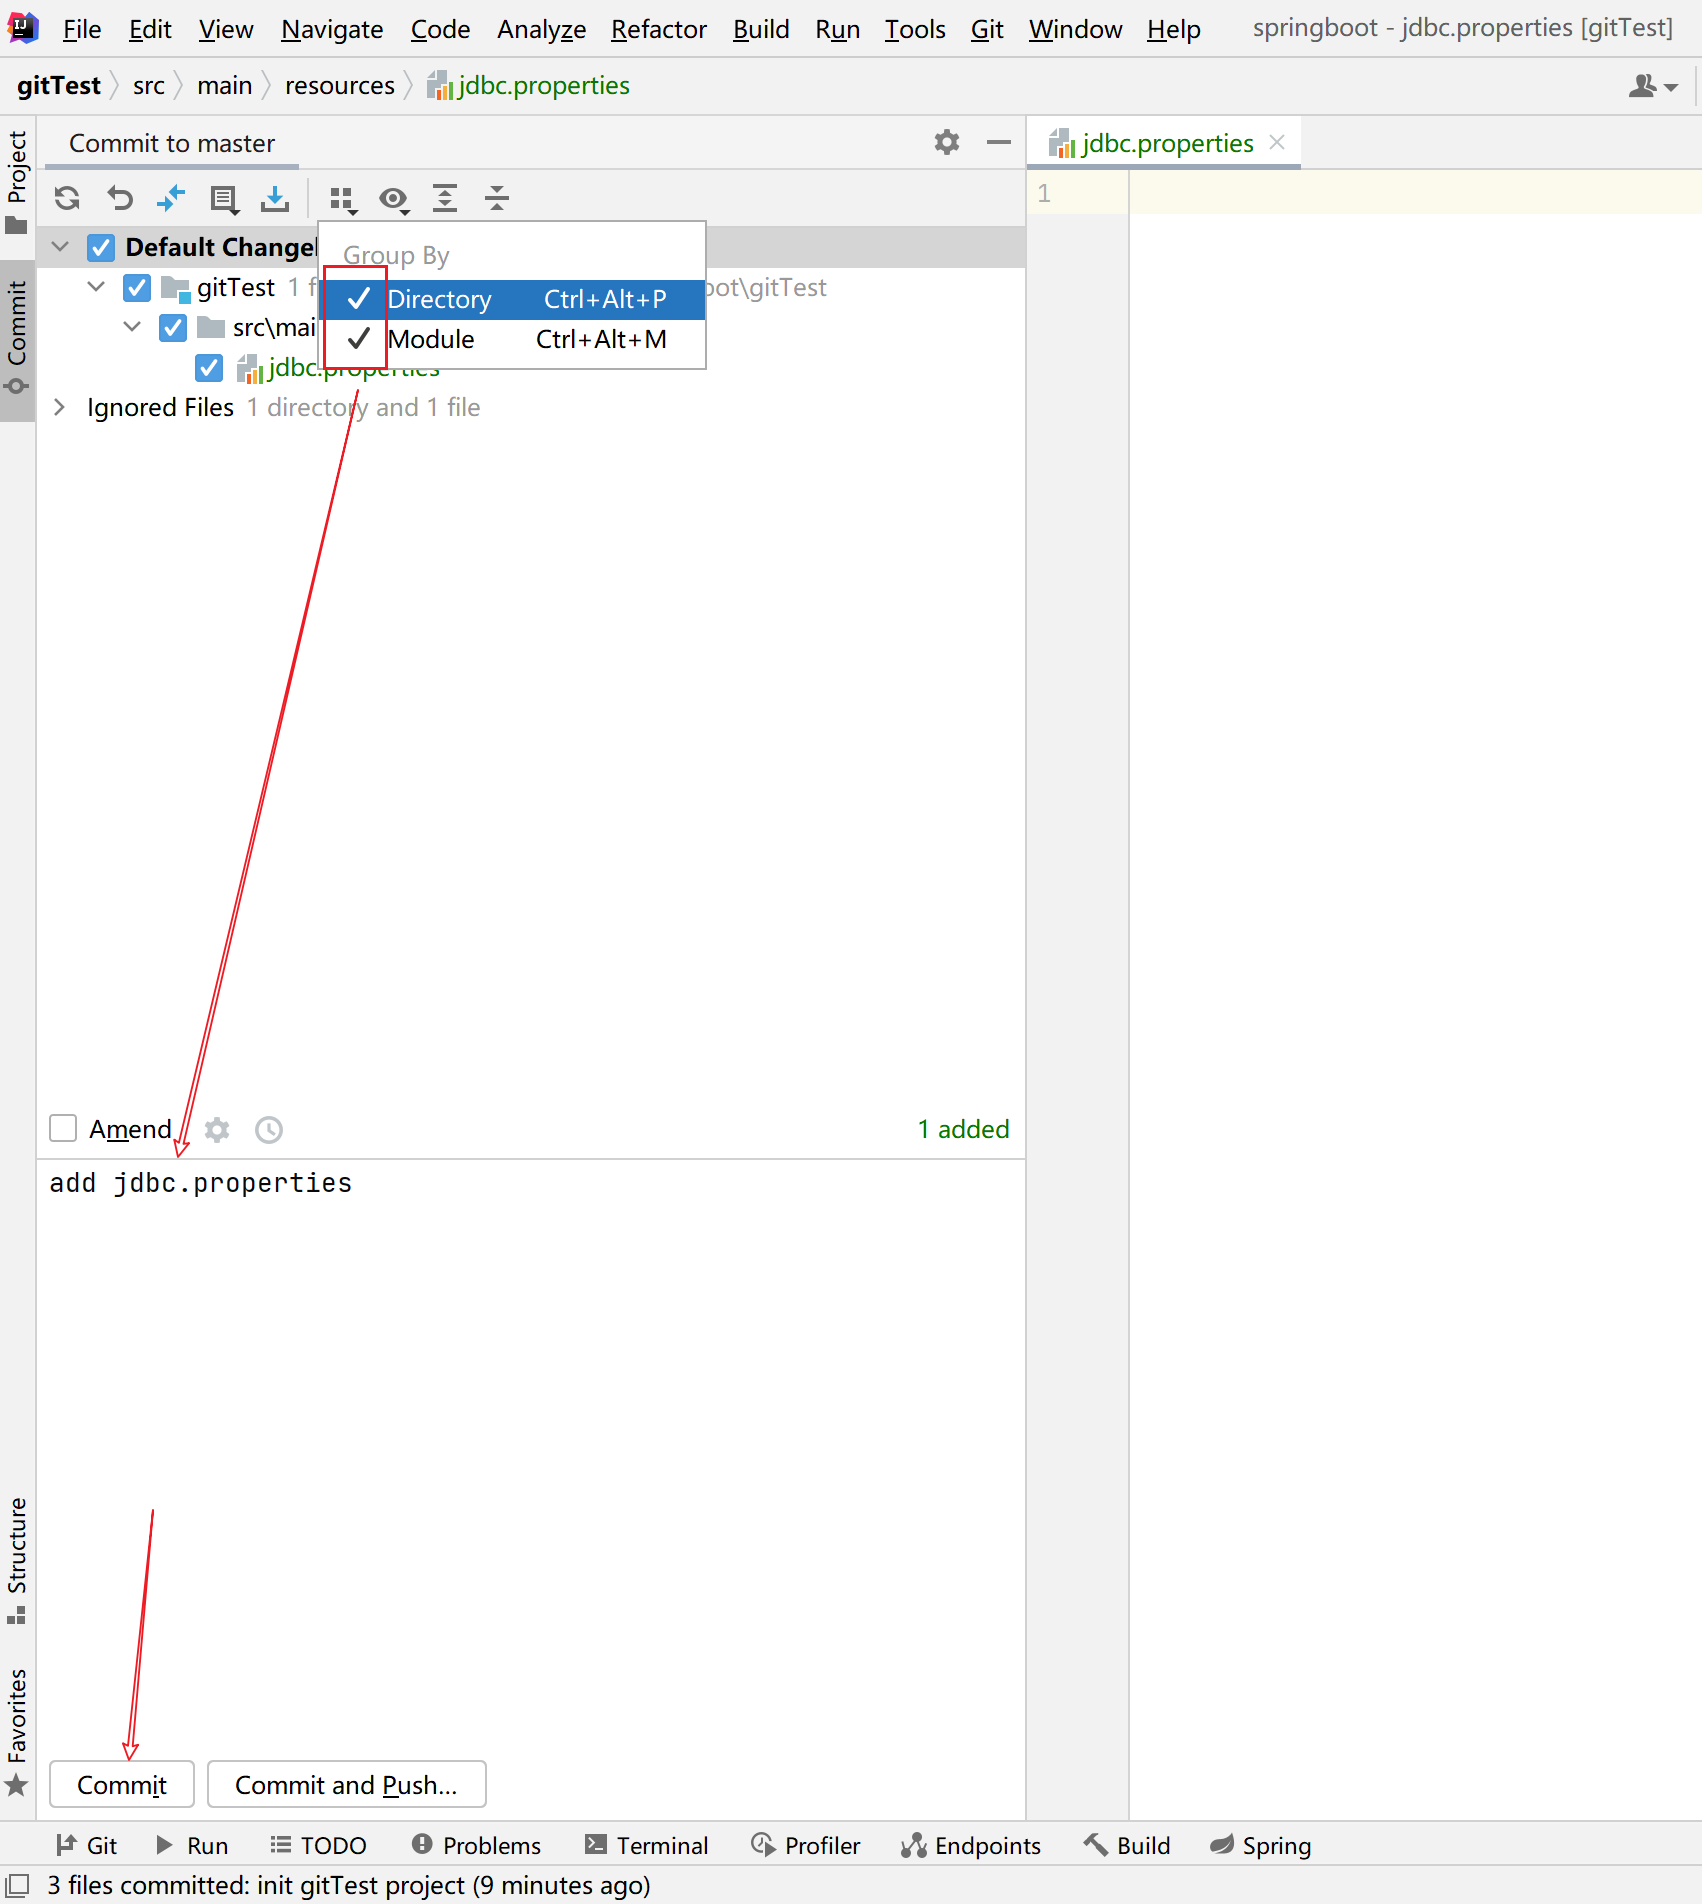 File Edit View Navigate Code Analyze Refactor Build Run Tools Git Window Help springboot - jdbc.properties [gitTest]
gitTest src main resources jdbc.properties
Project
Commit
Structure
Favorites
Commit to master
jdbc.properties
1
Default Changel
Group By
gitTest 1 f
Directory Ctrl+Alt+P
oot\gitTest
src\mai
Module Ctrl+Alt+M
jdbc.properties
Ignored Files 1 directory and 1 file
Amend
1 added
add jdbc.properties
Commit Commit and Push...
Git Run TODO Problems Terminal Profiler Endpoints Build Spring
3 files committed: init gitTest project (9 minutes ago)